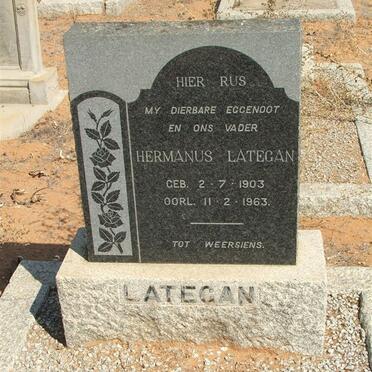 HIER RUS
MY DIERBARE EGGENOOT
EN ONS VADER
HERMANUS LATEGAN
GEB. 2-7-1903
OORL. 11-2-1963.
TOT WEERSIENS.
LATEGAN